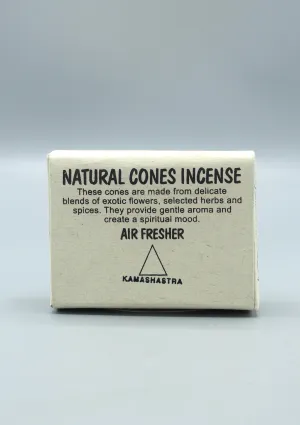 NATURAL CONES INCENSE
These cones are made from delicate
blends of exotic flowers, selected herbs and
spices. They provide gentle aroma and
create a spiritual mood.
AIR FRESHER
KAMASHASTRA